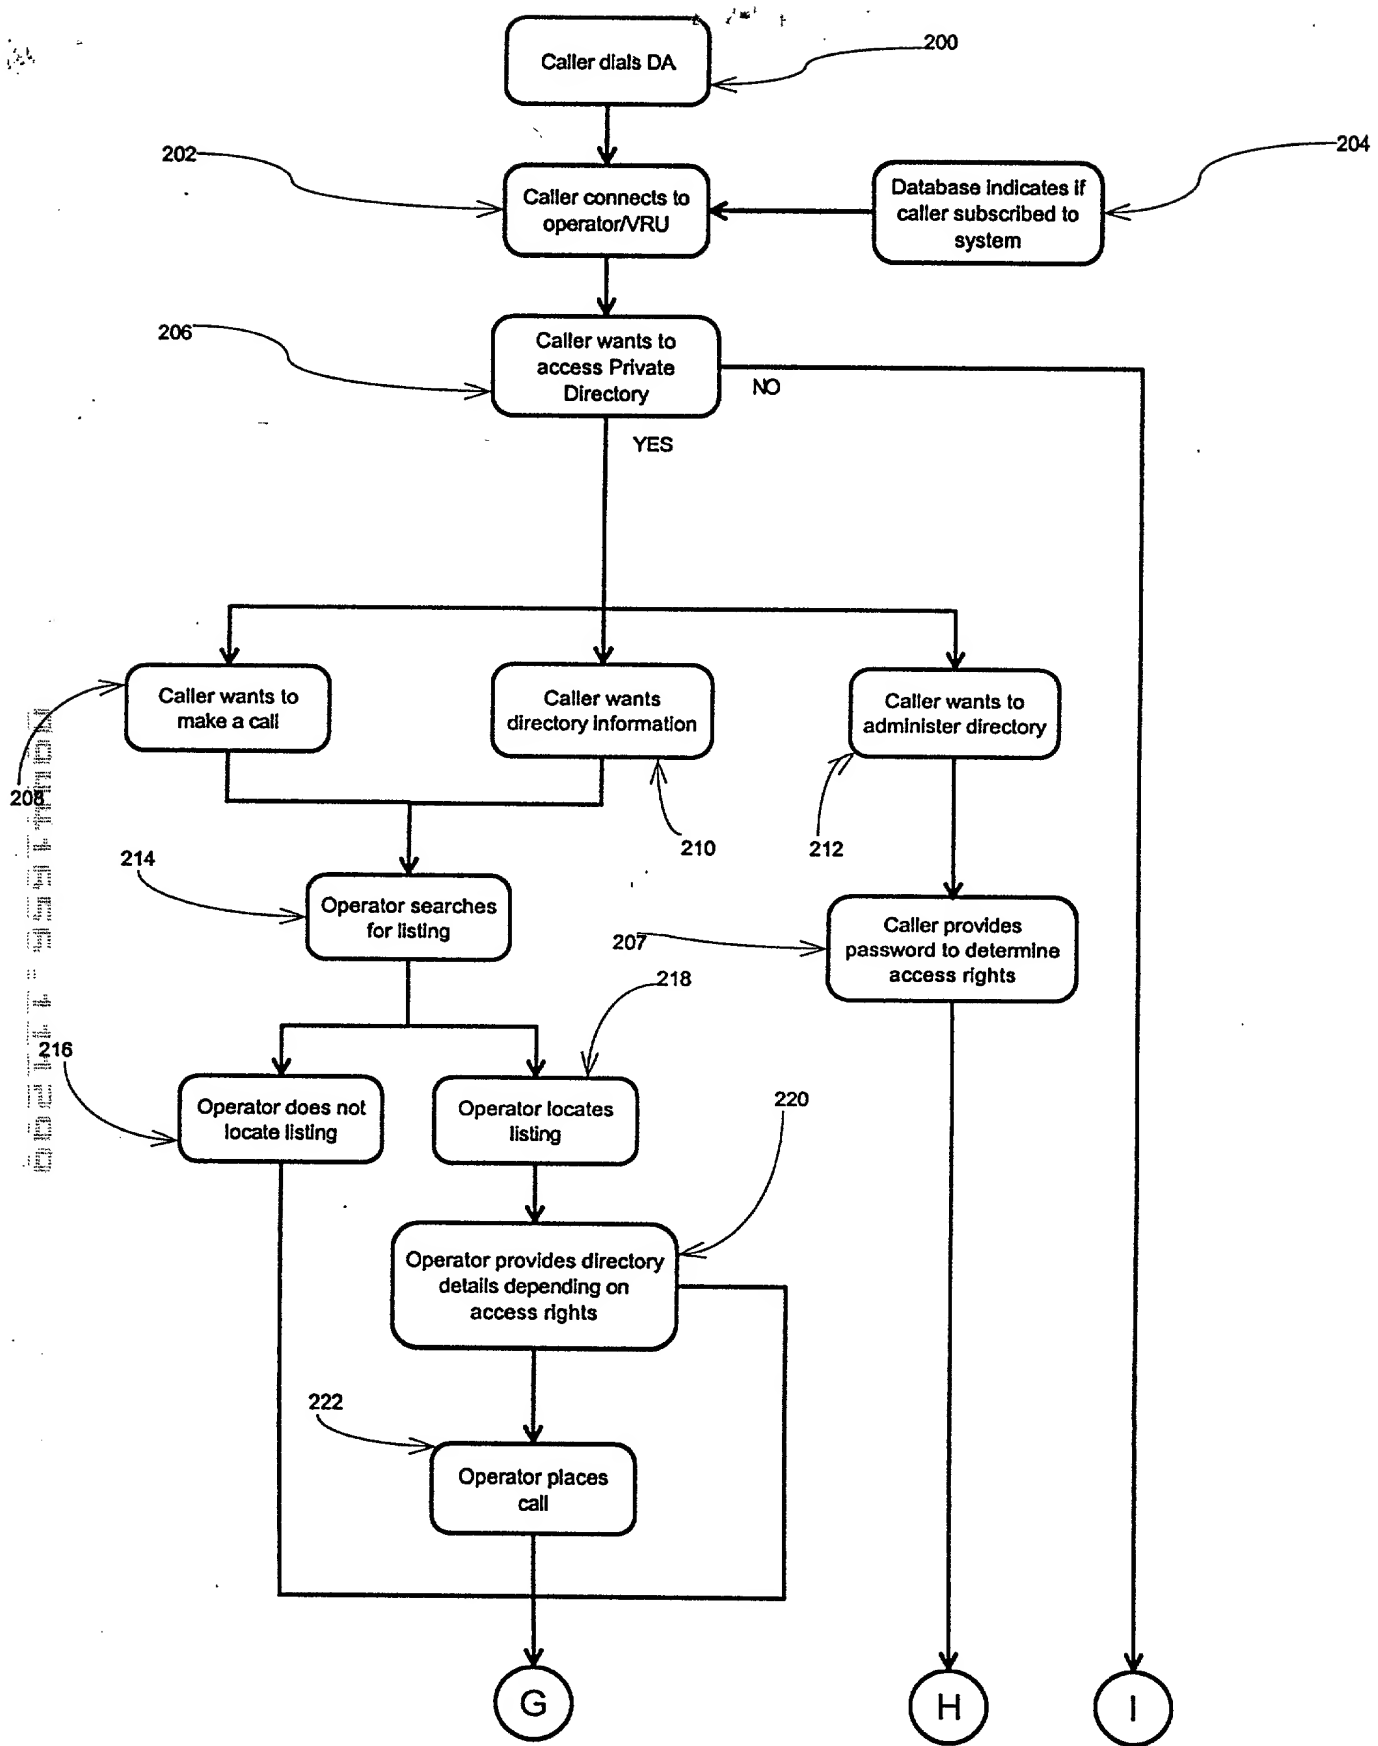 Caller dials DA
200
202
Caller connects to
operator/VRU
Database indicates if
caller subscribed to
system
204
206
Caller wants to
access Private
Directory
NO
YES
Caller wants to
make a call
Caller wants
directory information
Caller wants to
administer directory
208
210
212
214
Operator searches
for listing
207
Caller provides
password to determine
access rights
218
216
Operator does not
locate listing
Operator locates
listing
220
Operator provides directory
details depending on
access rights
222
Operator places
call
G
H
I